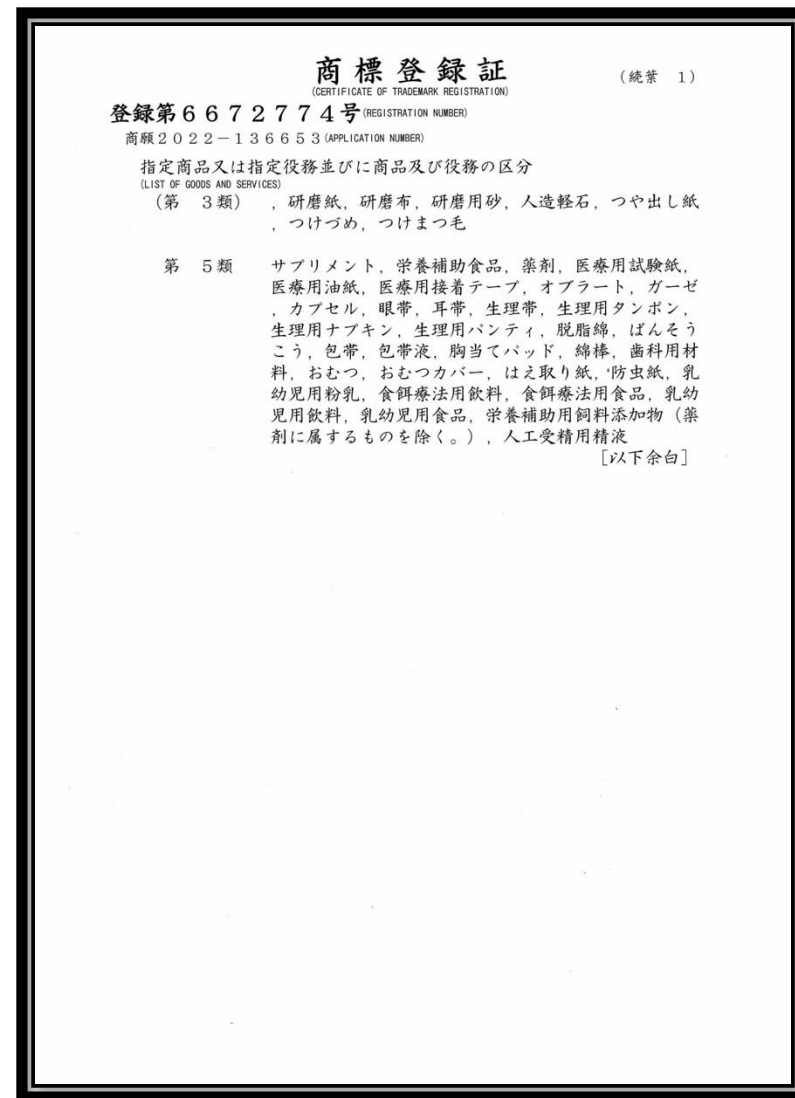 商標登録証
(続葉 1)
(CERTIFICATE OF TRADEMARK REGISTRATION)
登録第6672774号(REGISTRATION NUMBER)
商願2022-136653(APPLICATION NUMBER)
指定商品又は指定役務並びに商品及び役務の区分
(LIST OF GOODS AND SERVICES)
(第 3類) ,研磨紙,研磨布,研磨用砂,人造軽石,つや出し紙
,つけづめ,つけまつ毛
第 5類 サプリメント,栄養補助食品,薬剤,医療用試験紙,
医療用油紙,医療用接着テープ,オブラート,ガーゼ
,カプセル,眼帯,耳帯,生理帯,生理用タンポン,
生理用ナプキン,生理用パンティ,脱脂綿,ばんそう
こう,包帯,包帯液,胸当てパッド,綿棒,歯科用材
料,おむつ,おむつカバー,はえ取り紙,防虫紙,乳
幼児用粉乳,食餌療法用飲料,食餌療法用食品,乳幼
児用飲料,乳幼児用食品,栄養補助用飼料添加物(薬
剤に属するものを除く。),人工受精用精液
[以下余白]